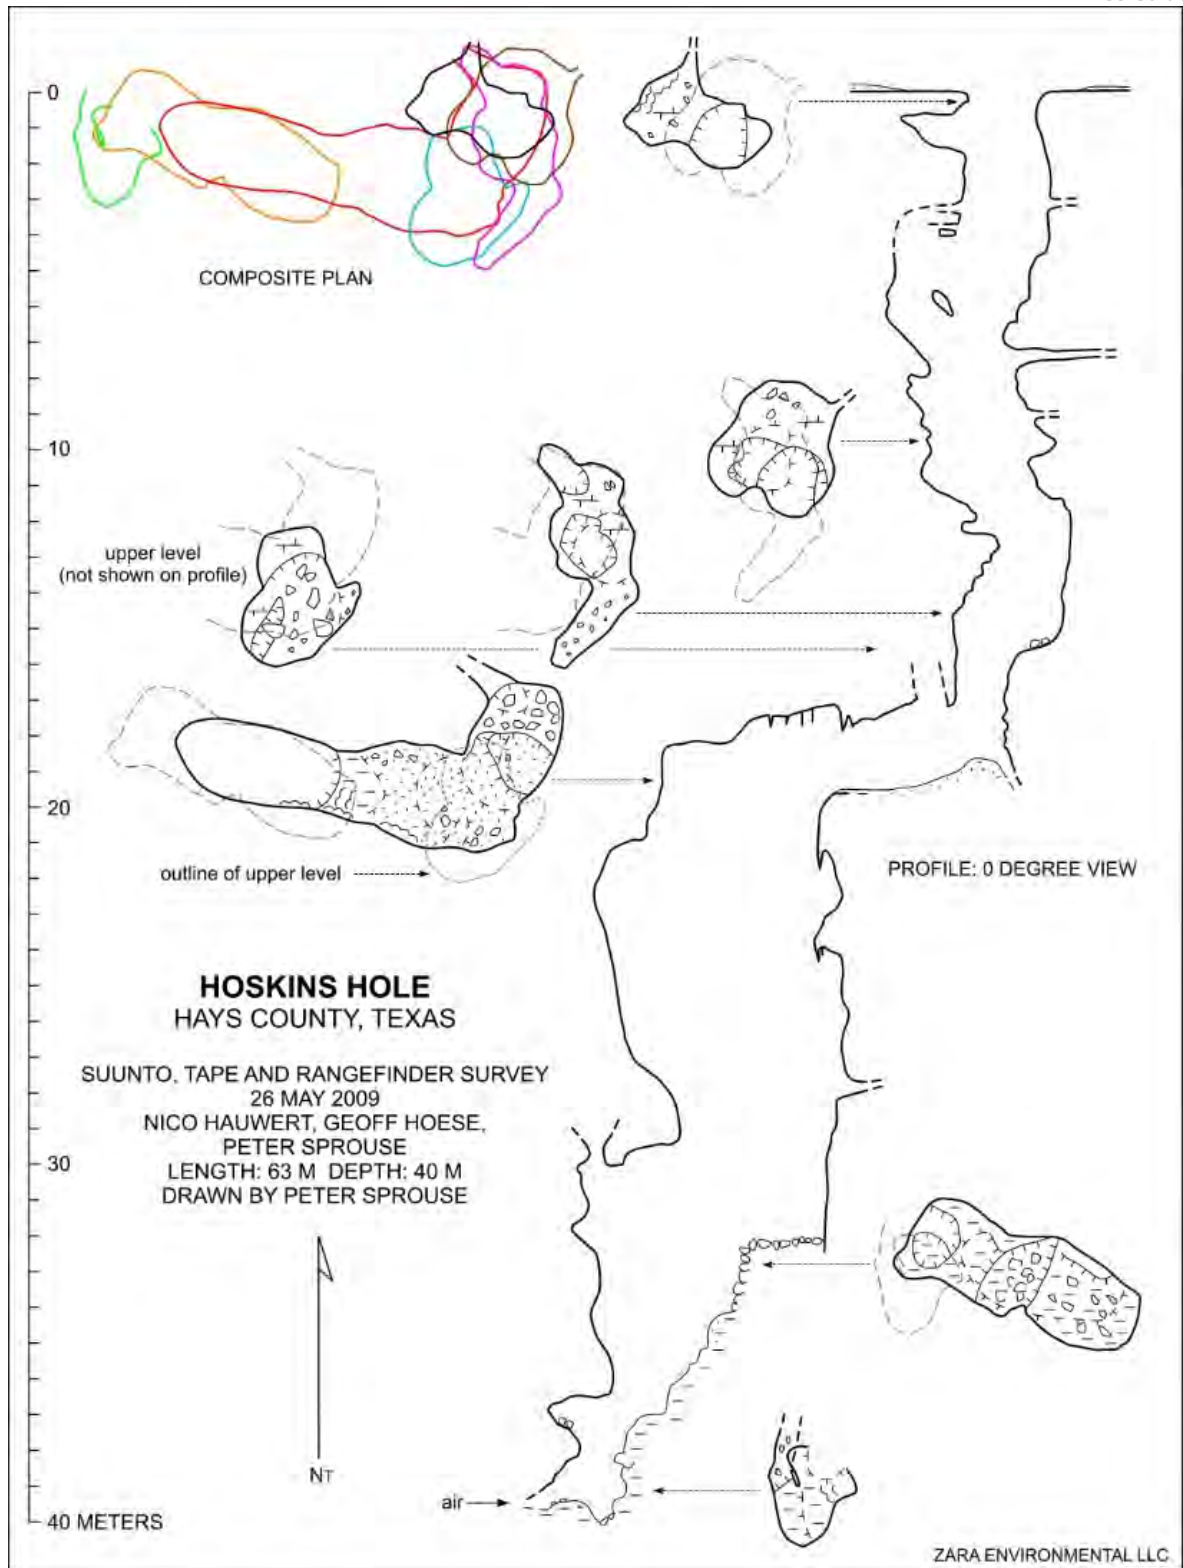 0
COMPOSITE PLAN
10
upper level
(not shown on profile)
20
outline of upper level
PROFILE: 0 DEGREE VIEW
HOSKINS HOLE
HAYS COUNTY, TEXAS
SUUNTO, TAPE AND RANGEFINDER SURVEY
26 MAY 2009
NICO HAUWERT, GEOFF HOESE,
PETER SPROUSE
LENGTH: 63 M DEPTH: 40 M
DRAWN BY PETER SPROUSE
30
NT
air
40 METERS
ZARA ENVIRONMENTAL LLC